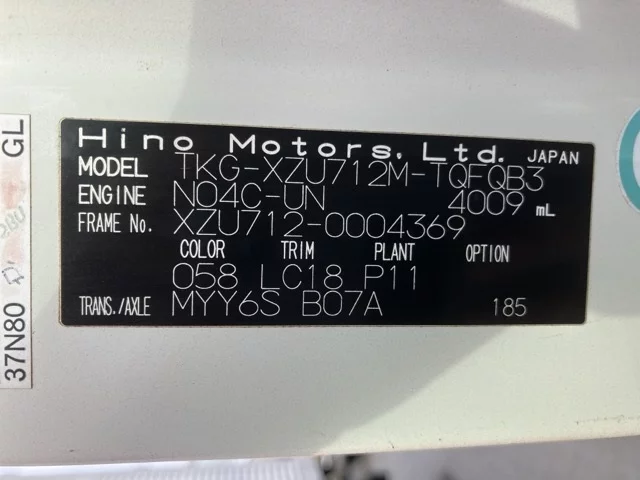 Hino Motors, Ltd. JAPAN
MODEL TKG-XZU712M-TQFQB3
ENGINE N04C-UN 4009 mL
FRAME No. XZU712-0004369
COLOR TRIM PLANT OPTION
058 LC18 P11
TRANS./AXLE MYY6S B07A 185
37N80 GL